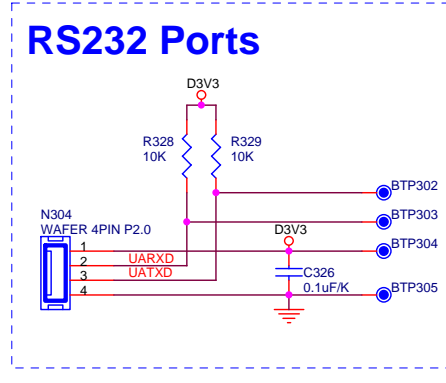 RS232 Ports
D3V3
R328
10K
R329
10K
BTP302
BTP303
N304
WAFER 4PIN P2.0
D3V3
BTP304
1
2
UARXD
3
UATXD
4
C326
0.1uF/K
BTP305